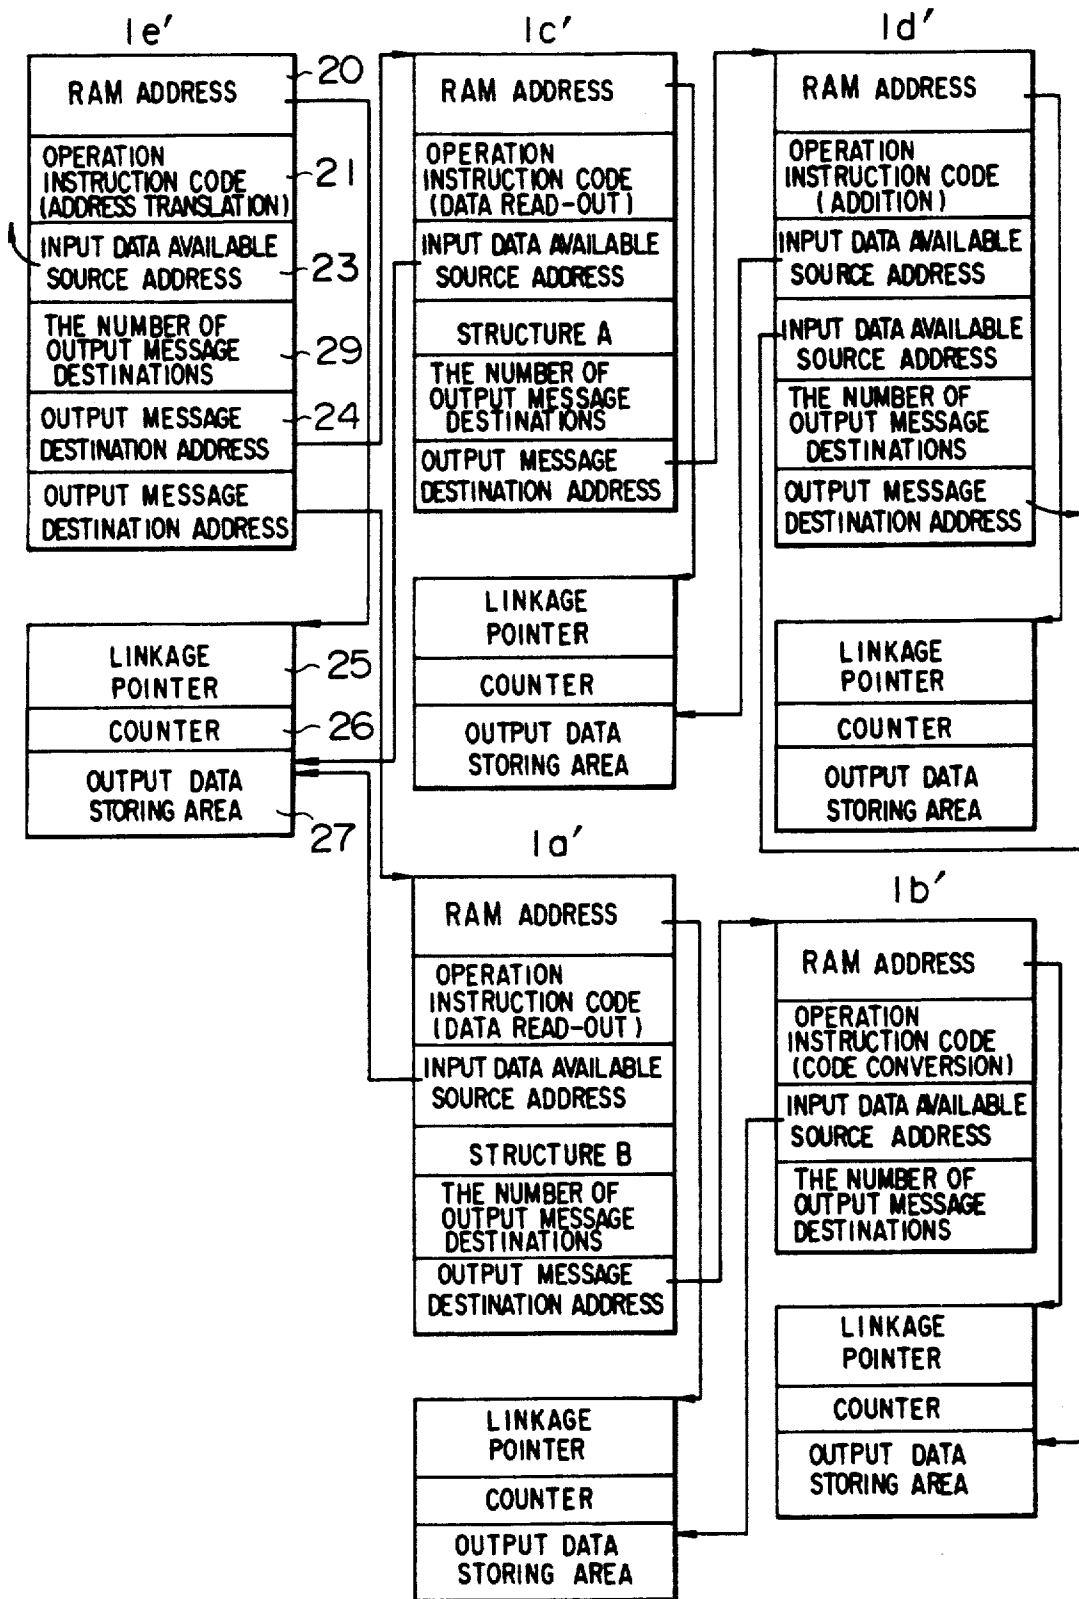 1e′
RAM ADDRESS
20
OPERATION
INSTRUCTION CODE
(ADDRESS TRANSLATION)
21
INPUT DATA AVAILABLE
SOURCE ADDRESS
23
THE NUMBER OF
OUTPUT MESSAGE
DESTINATIONS
29
OUTPUT MESSAGE
DESTINATION ADDRESS
24
OUTPUT MESSAGE
DESTINATION ADDRESS
LINKAGE
POINTER
25
COUNTER
26
OUTPUT DATA
STORING AREA
27
1c′
RAM ADDRESS
OPERATION
INSTRUCTION CODE
(DATA READ-OUT)
INPUT DATA AVAILABLE
SOURCE ADDRESS
STRUCTURE A
THE NUMBER OF
OUTPUT MESSAGE
DESTINATIONS
OUTPUT MESSAGE
DESTINATION ADDRESS
LINKAGE
POINTER
COUNTER
OUTPUT DATA
STORING AREA
1d′
RAM ADDRESS
OPERATION
INSTRUCTION CODE
(ADDITION)
INPUT DATA AVAILABLE
SOURCE ADDRESS
INPUT DATA AVAILABLE
SOURCE ADDRESS
THE NUMBER OF
OUTPUT MESSAGE
DESTINATIONS
OUTPUT MESSAGE
DESTINATION ADDRESS
LINKAGE
POINTER
COUNTER
OUTPUT DATA
STORING AREA
1a′
RAM ADDRESS
OPERATION
INSTRUCTION CODE
(DATA READ-OUT)
INPUT DATA AVAILABLE
SOURCE ADDRESS
STRUCTURE B
THE NUMBER OF
OUTPUT MESSAGE
DESTINATIONS
OUTPUT MESSAGE
DESTINATION ADDRESS
LINKAGE
POINTER
COUNTER
OUTPUT DATA
STORING AREA
1b′
RAM ADDRESS
OPERATION
INSTRUCTION CODE
(CODE CONVERSION)
INPUT DATA AVAILABLE
SOURCE ADDRESS
THE NUMBER OF
OUTPUT MESSAGE
DESTINATIONS
LINKAGE
POINTER
COUNTER
OUTPUT DATA
STORING AREA